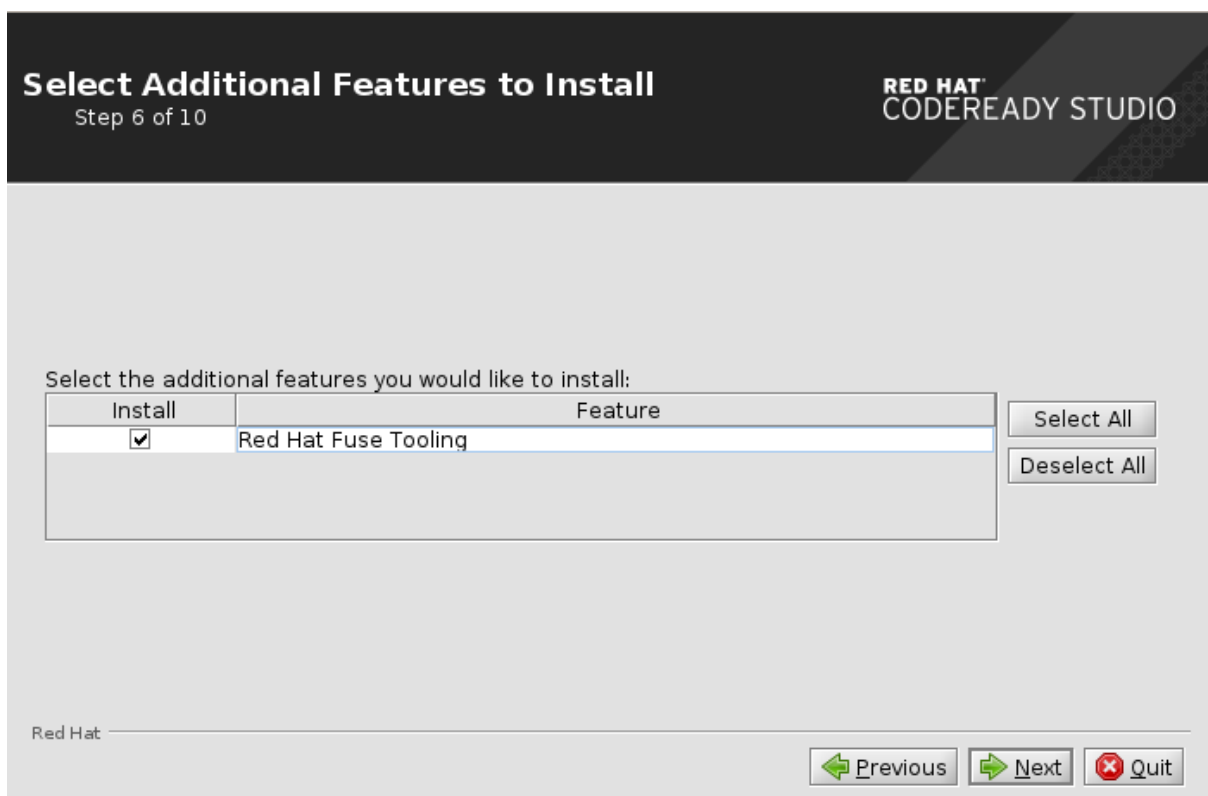 Select Additional Features to Install
Step 6 of 10
RED HAT
CODEREADY STUDIO
Select the additional features you would like to install:
Install Feature
Red Hat Fuse Tooling
Select All
Deselect All
Red Hat
Previous Next Quit